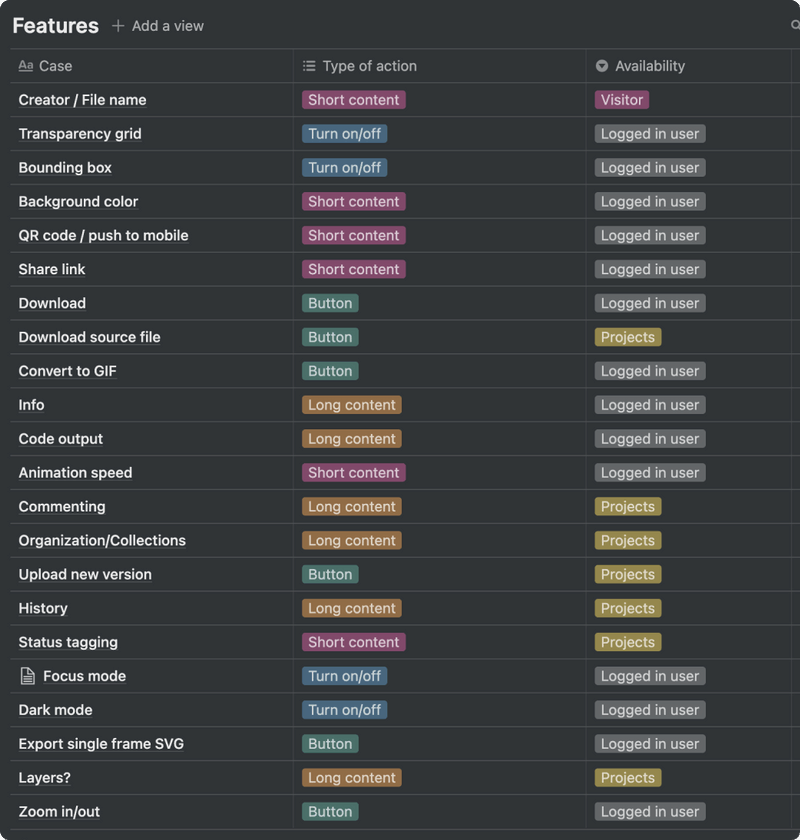 Features + Add a view
Aa Case Type of action Availability
Creator / File name Short content Visitor
Transparency grid Turn on/off Logged in user
Bounding box Turn on/off Logged in user
Background color Short content Logged in user
QR code / push to mobile Short content Logged in user
Share link Short content Logged in user
Download Button Logged in user
Download source file Button Projects
Convert to GIF Button Logged in user
Info Long content Logged in user
Code output Long content Logged in user
Animation speed Short content Logged in user
Commenting Long content Projects
Organization/Collections Long content Projects
Upload new version Button Projects
History Long content Projects
Status tagging Short content Projects
Focus mode Turn on/off Logged in user
Dark mode Turn on/off Logged in user
Export single frame SVG Button Logged in user
Layers? Long content Projects
Zoom in/out Button Logged in user